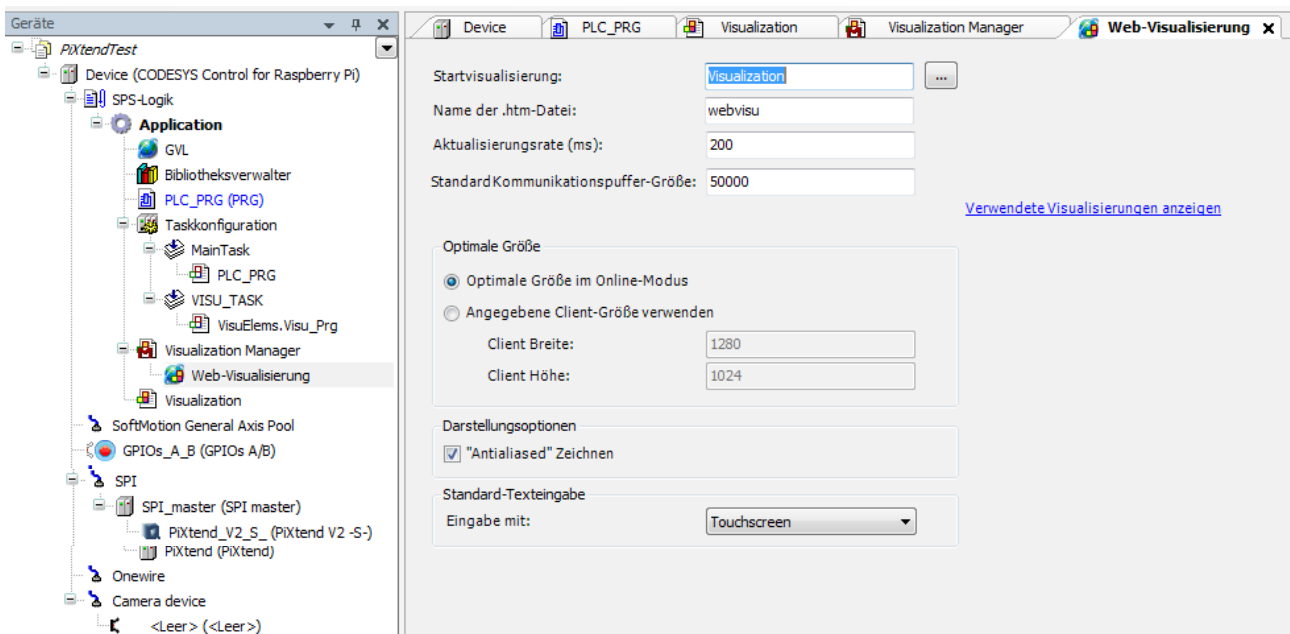 Geräte
PiXtendTest
Device (CODESYS Control for Raspberry Pi)
SPS-Logik
Application
GVL
Bibliotheksverwalter
PLC_PRG (PRG)
Taskkonfiguration
MainTask
PLC_PRG
VISU_TASK
VisuElems.Visu_Prg
Visualization Manager
Web-Visualisierung
Visualization
SoftMotion General Axis Pool
GPIOs_A_B (GPIOs A/B)
SPI
SPI_master (SPI master)
PiXtend_V2_S_ (PiXtend V2 -S-)
PiXtend (PiXtend)
Onewire
Camera device
<Leer> (<Leer>)
Device PLC_PRG Visualization Visualization Manager Web-Visualisierung X
Startvisualisierung: Visualization ...
Name der .htm-Datei: webvisu
Aktualisierungsrate (ms): 200
Standard Kommunikationspuffer-Größe: 50000
Verwendete Visualisierungen anzeigen
Optimale Größe
Optimale Größe im Online-Modus
Angegebene Client-Größe verwenden
Client Breite: 1280
Client Höhe: 1024
Darstellungsoptionen
"Antialiased" Zeichnen
Standard-Texteingabe
Eingabe mit: Touchscreen